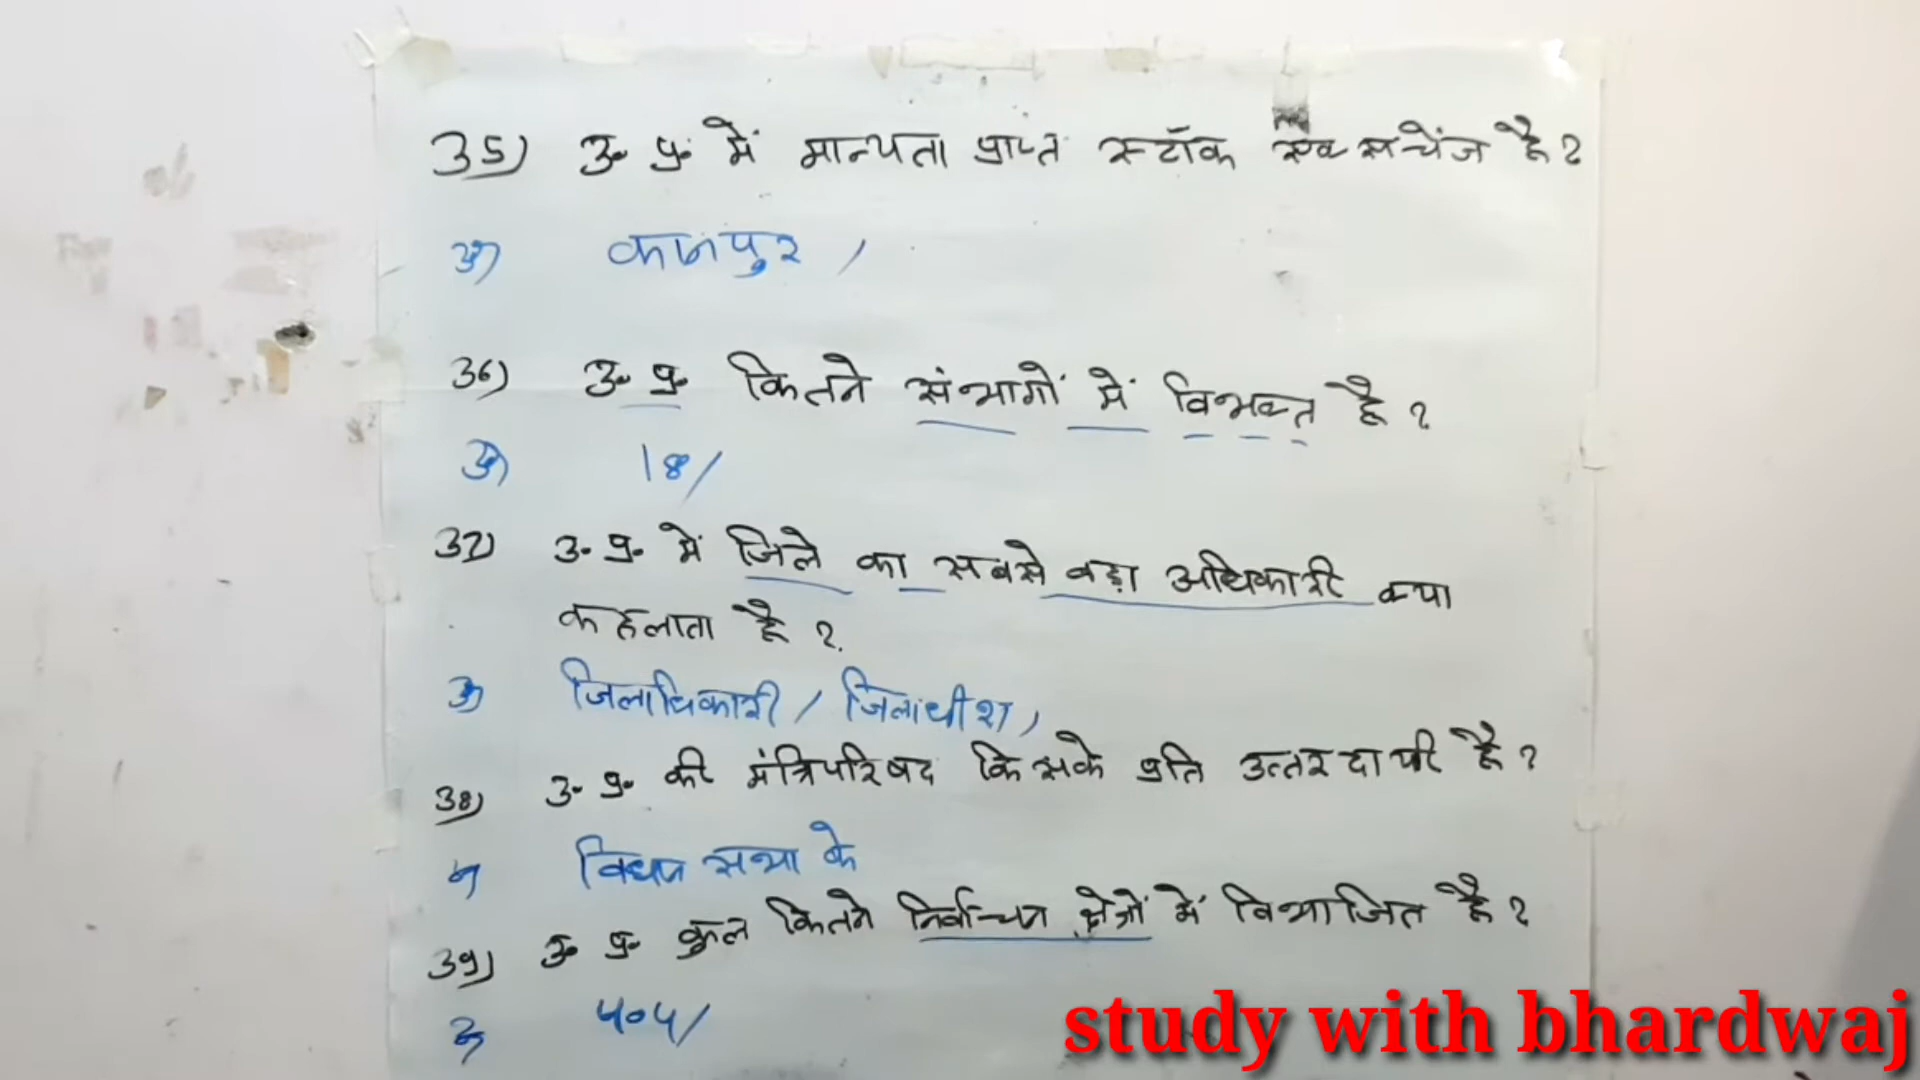 35) उ॰ प्र॰ में मान्यता प्राप्त स्टॉक एक्सचेंज है?
उ) कानपुर /
36) उ॰ प्र॰ कितने संभागों में विभक्त है?
उ) 18/
37) उ॰ प्र॰ में जिले का सबसे बड़ा अधिकारी क्या
कहलाता है?
उ) जिलाधिकारी / जिलाधीश /
38) उ॰ प्र॰ की मंत्रिपरिषद किसके प्रति उत्तरदायी है?
उ) विधान सभा के
39) उ॰ प्र॰ कुल कितने निर्वाचन क्षेत्रों में विभाजित है?
उ) 404/
study with bhardwaj